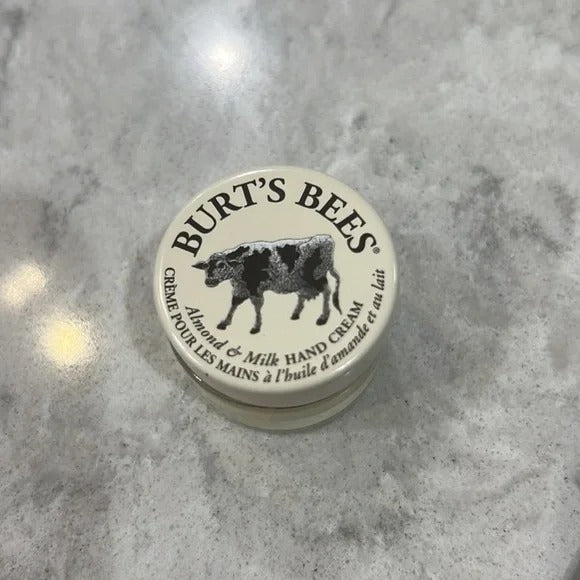 BURT'S BEES®
Almond & Milk HAND CREAM
CRÈME POUR LES MAINS à l'huile d'amande et au lait